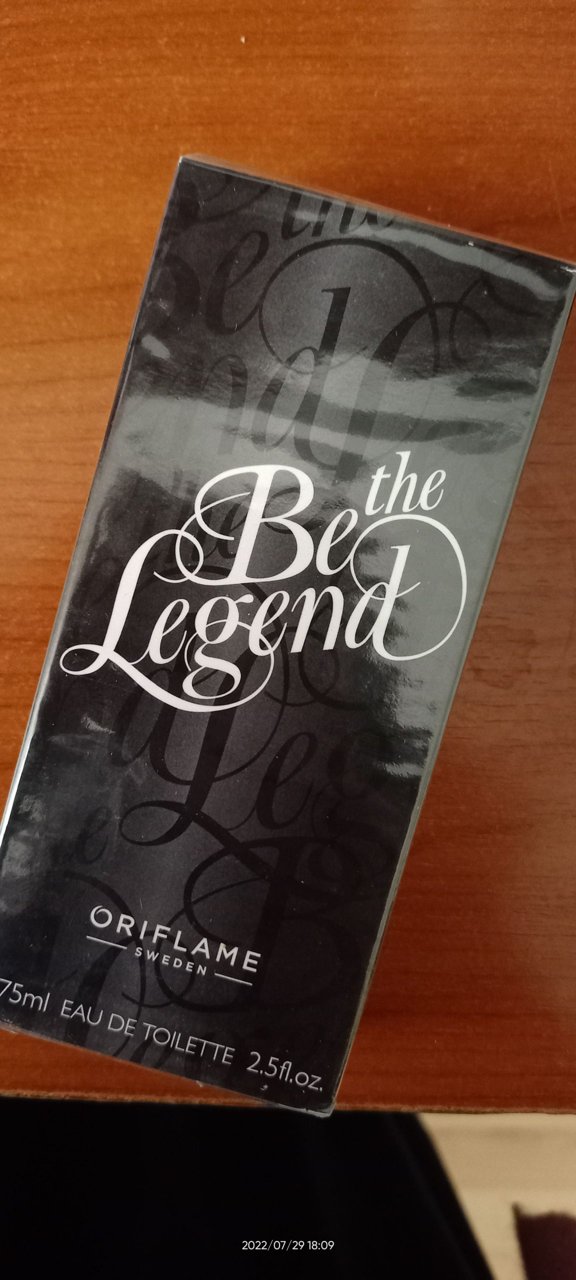 the
Be
Legend
ORIFLAME
SWEDEN
75ml EAU DE TOILETTE 2.5fl.oz.
2022/07/29 18:09